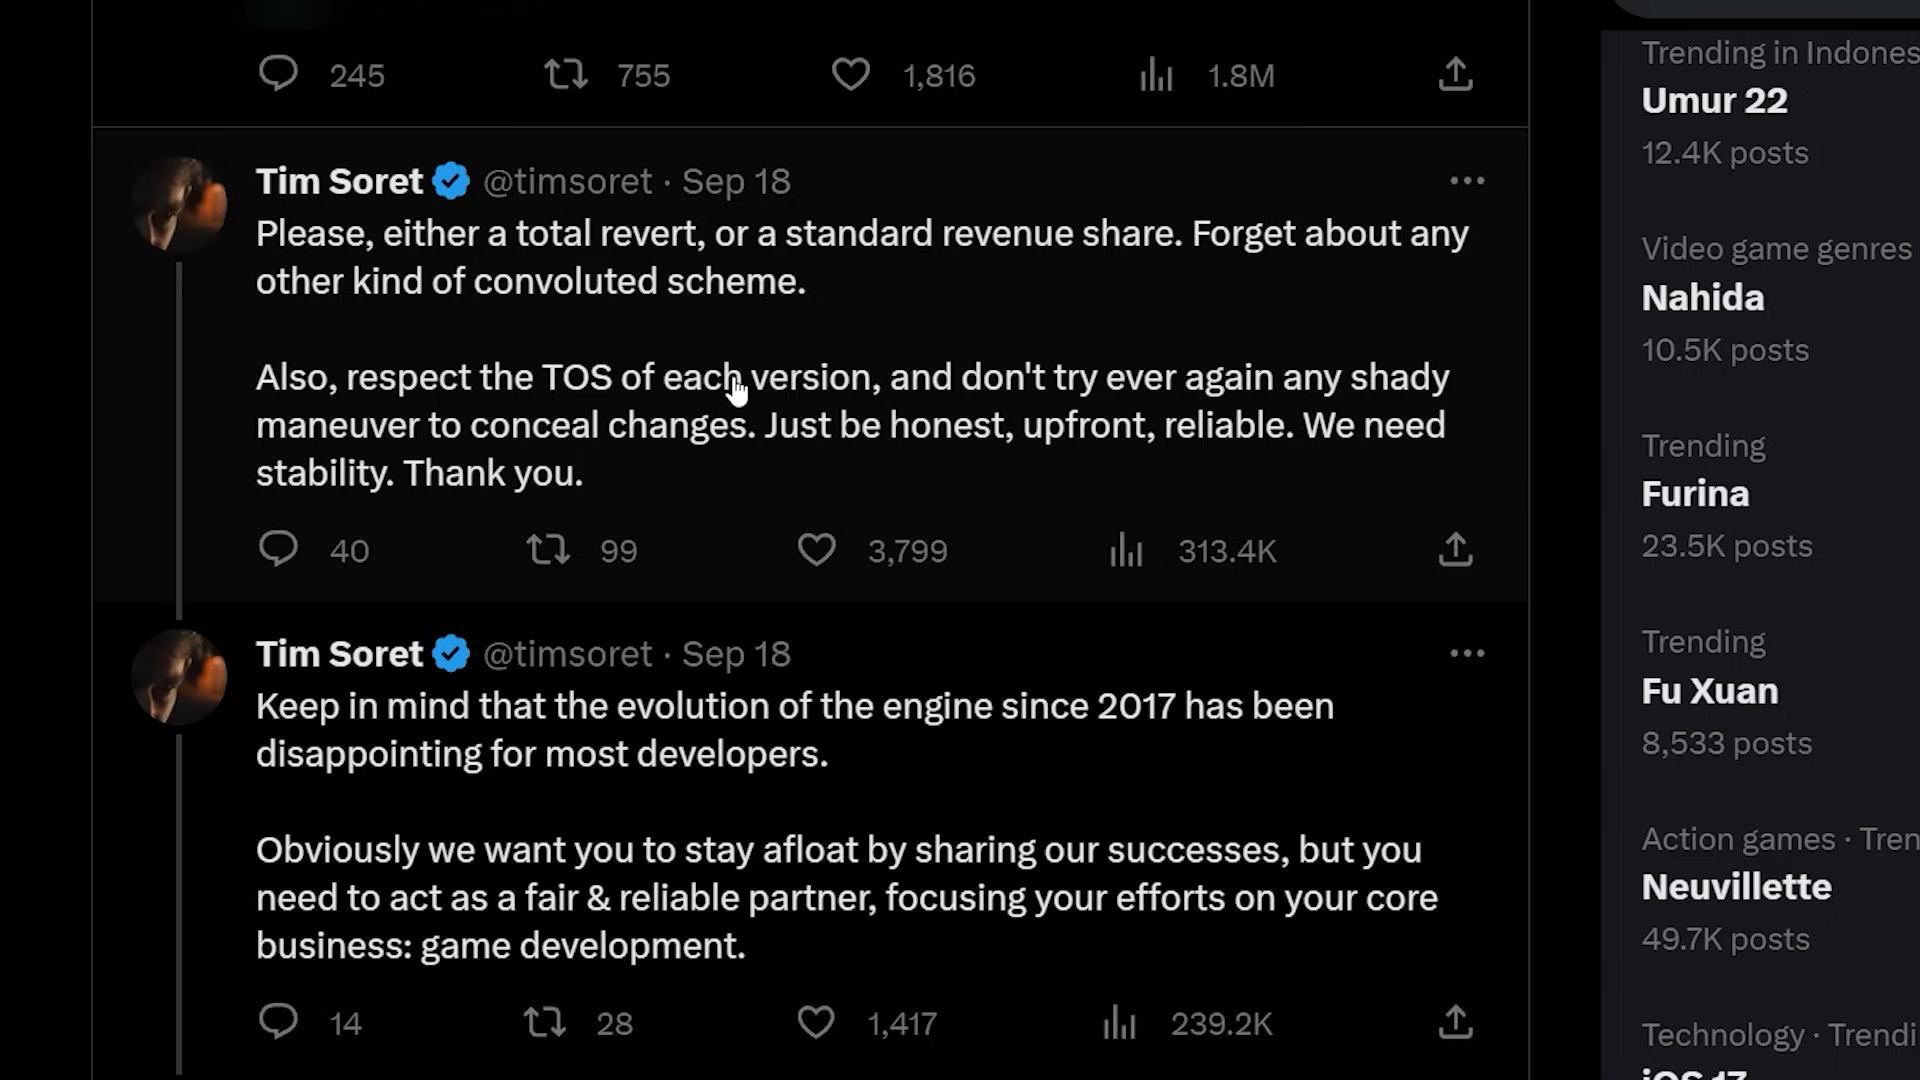 245 755 1,816 1.8M
Tim Soret @timsoret · Sep 18
Please, either a total revert, or a standard revenue share. Forget about any
other kind of convoluted scheme.
Also, respect the TOS of each version, and don't try ever again any shady
maneuver to conceal changes. Just be honest, upfront, reliable. We need
stability. Thank you.
40 99 3,799 313.4K
Tim Soret @timsoret · Sep 18
Keep in mind that the evolution of the engine since 2017 has been
disappointing for most developers.
Obviously we want you to stay afloat by sharing our successes, but you
need to act as a fair & reliable partner, focusing your efforts on your core
business: game development.
14 28 1,417 239.2K
Trending in Indones
Umur 22
12.4K posts
Video game genres
Nahida
10.5K posts
Trending
Furina
23.5K posts
Trending
Fu Xuan
8,533 posts
Action games · Tren
Neuvillette
49.7K posts
Technology · Trendi
iOS 17